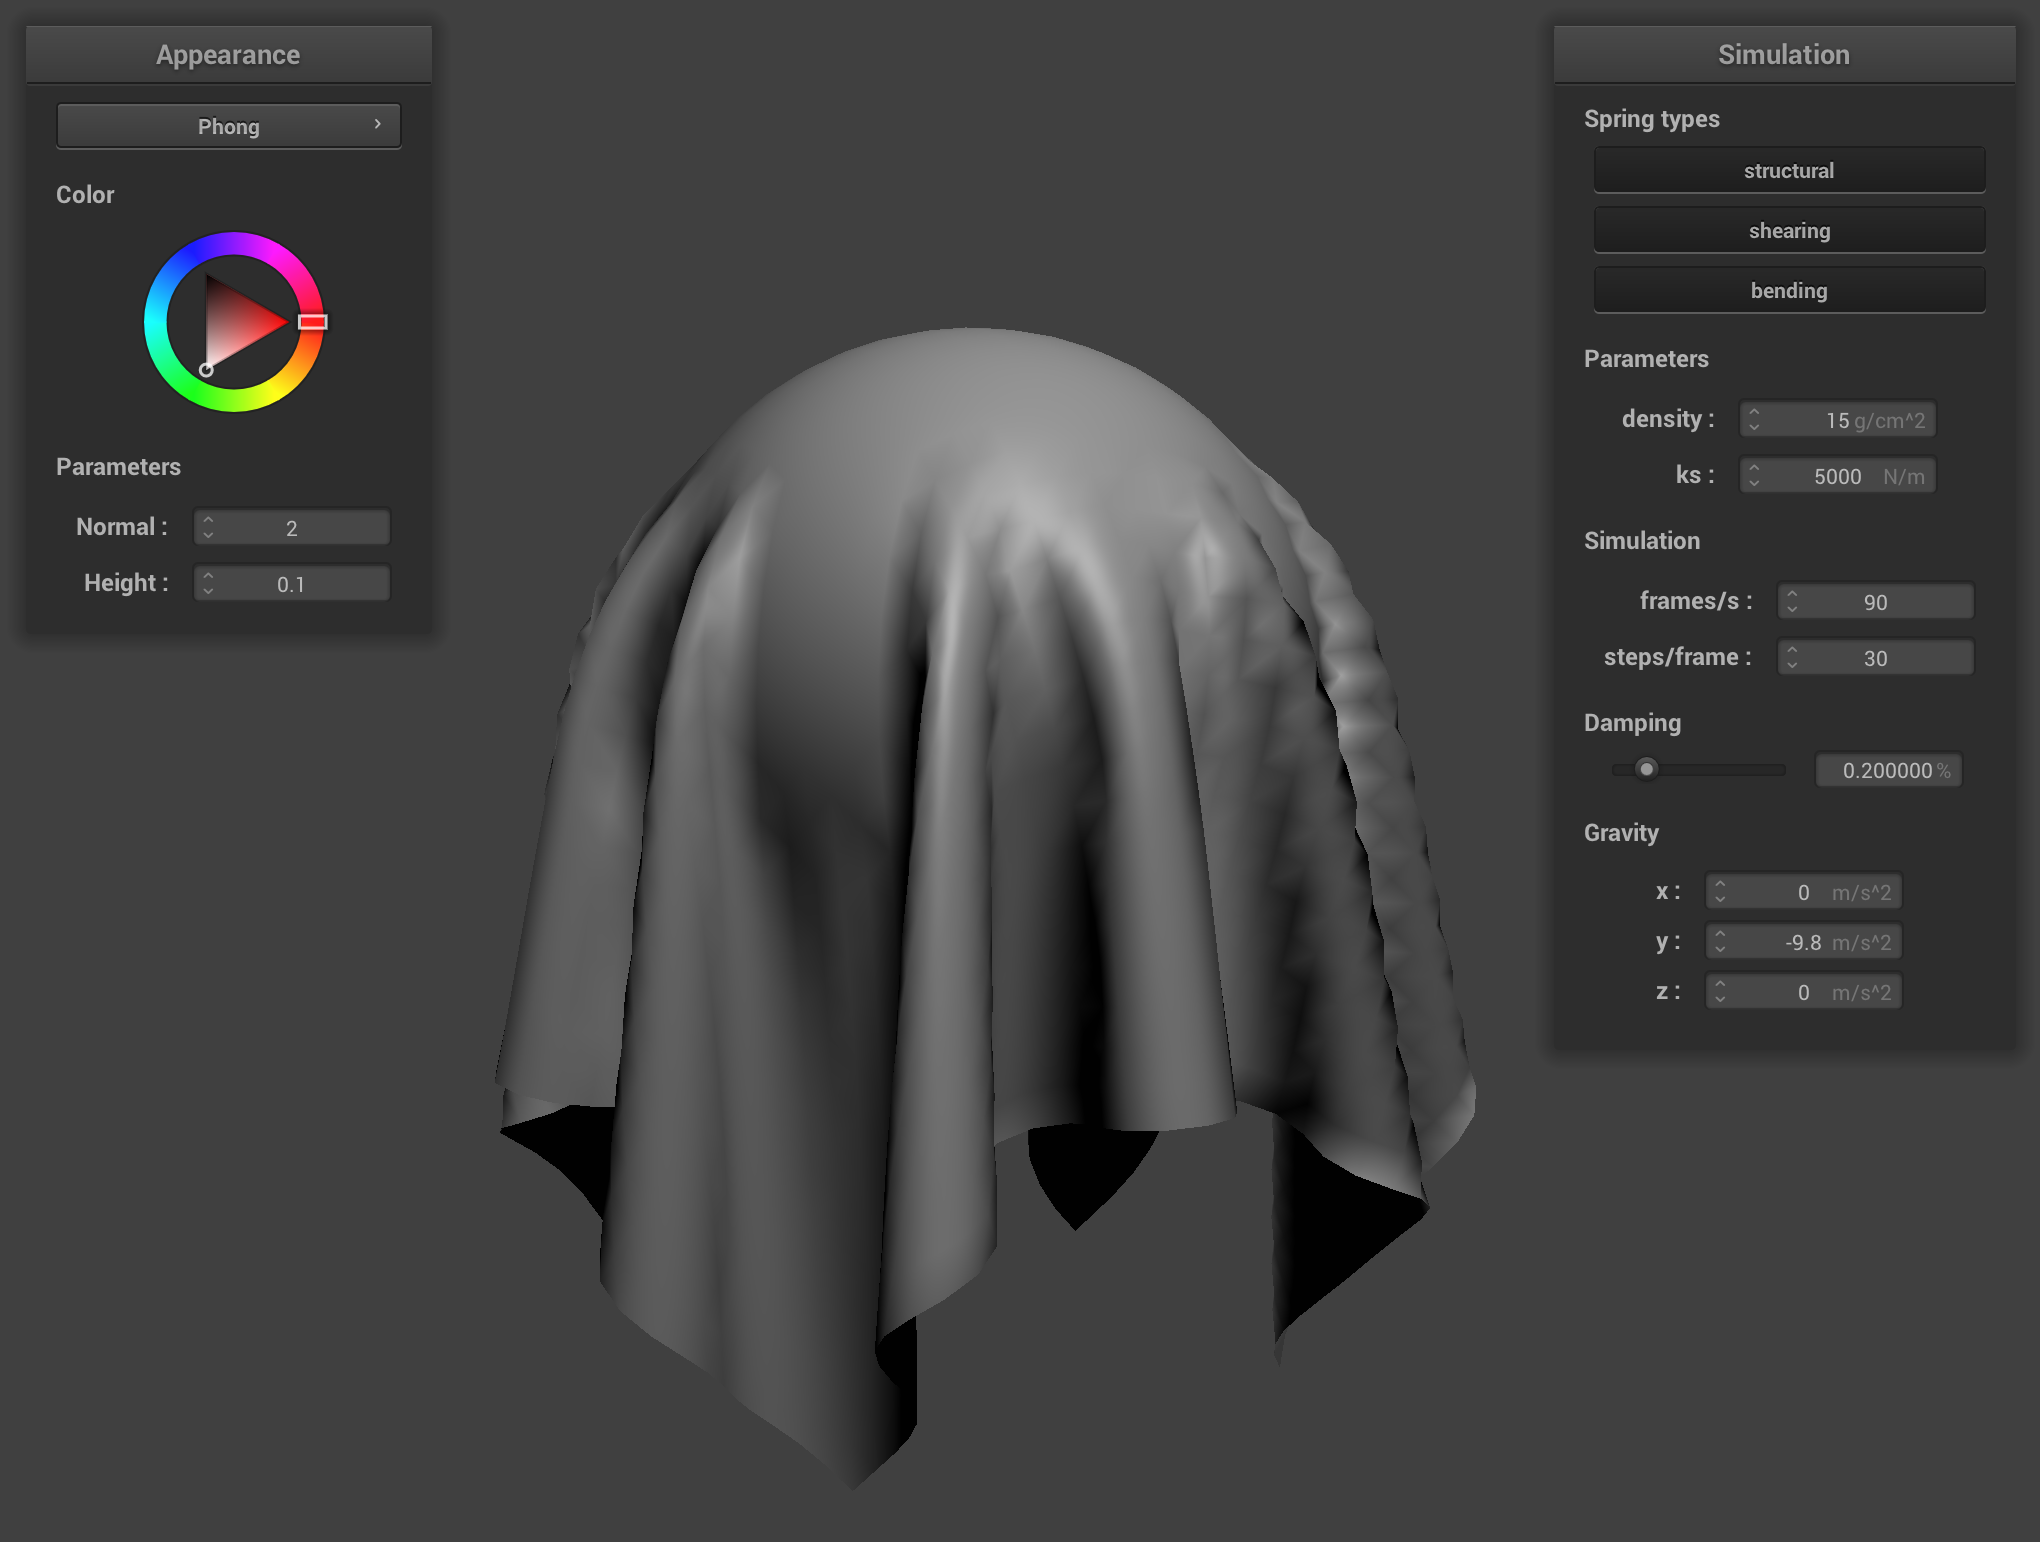 Appearance
Phong
Color
Parameters
Normal : 2
Height : 0.1
Simulation
Spring types
structural
shearing
bending
Parameters
density : 15 g/cm^2
ks : 5000 N/m
Simulation
frames/s : 90
steps/frame : 30
Damping
0.200000 %
Gravity
x : 0 m/s^2
y : -9.8 m/s^2
z : 0 m/s^2